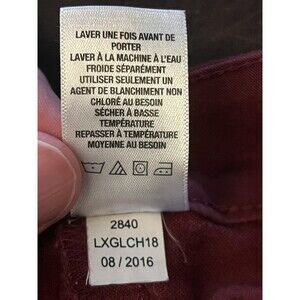 LAVER UNE FOIS AVANT DE
PORTER
LAVER À LA MACHINE À L'EAU
FROIDE SÉPARÉMENT
UTILISER SEULEMENT UN
AGENT DE BLANCHIMENT NON
CHLORÉ AU BESOIN
SÉCHER À BASSE
TEMPÉRATURE
REPASSER À TEMPÉRATURE
MOYENNE AU BESOIN
2840
LXGLCH18
08 / 2016